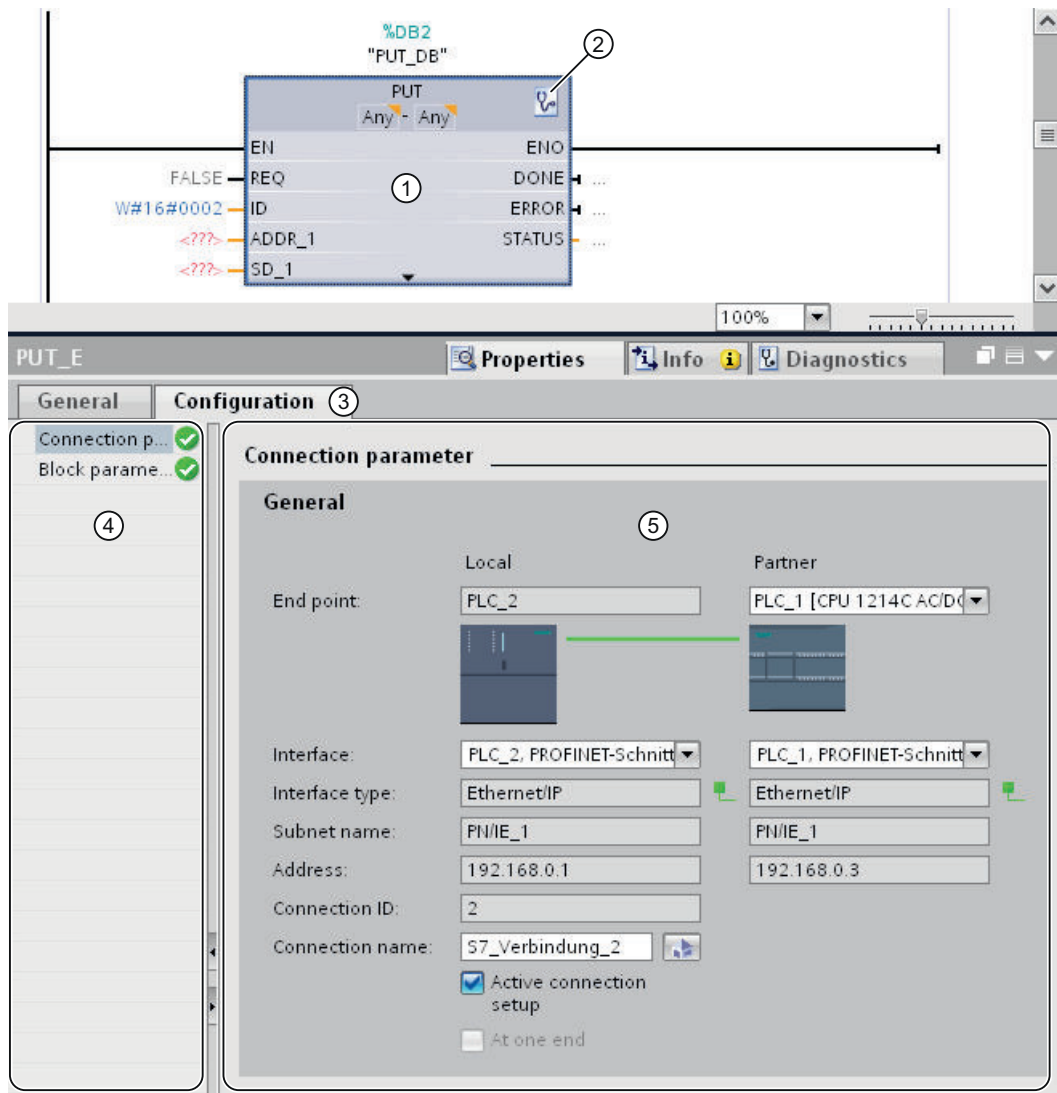 %DB2
"PUT_DB"
②
PUT
Any - Any
EN ENO
FALSE REQ ① DONE ...
W#16#0002 ID ERROR ...
<???> ADDR_1 STATUS ...
<???> SD_1
100%
PUT_E Properties Info Diagnostics
General Configuration ③
Connection p...
Block parame...
④
Connection parameter
General
⑤
Local Partner
End point: PLC_2 PLC_1 [CPU 1214C AC/DC
Interface: PLC_2, PROFINET-Schnitt PLC_1, PROFINET-Schnitt
Interface type: Ethernet/IP Ethernet/IP
Subnet name: PN/IE_1 PN/IE_1
Address: 192.168.0.1 192.168.0.3
Connection ID: 2
Connection name: S7_Verbindung_2
Active connection
setup
At one end